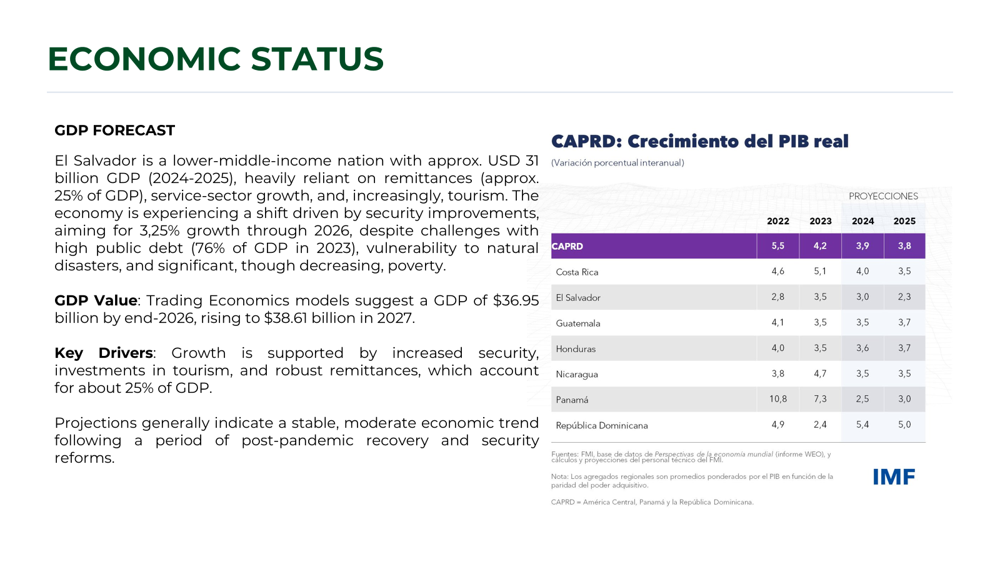 ECONOMIC STATUS
GDP FORECAST
El Salvador is a lower-middle-income nation with approx. USD 31
billion GDP (2024-2025), heavily reliant on remittances (approx.
25% of GDP), service-sector growth, and, increasingly, tourism. The
economy is experiencing a shift driven by security improvements,
aiming for 3,25% growth through 2026, despite challenges with
high public debt (76% of GDP in 2023), vulnerability to natural
disasters, and significant, though decreasing, poverty.
GDP Value: Trading Economics models suggest a GDP of $36.95
billion by end-2026, rising to $38.61 billion in 2027.
Key Drivers: Growth is supported by increased security,
investments in tourism, and robust remittances, which account
for about 25% of GDP.
Projections generally indicate a stable, moderate economic trend
following a period of post-pandemic recovery and security
reforms.
CAPRD: Crecimiento del PIB real
(Variación porcentual interanual)
PROYECCIONES
2022 2023 2024 2025
CAPRD 5,5 4,2 3,9 3,8
Costa Rica 4,6 5,1 4,0 3,5
El Salvador 2,8 3,5 3,0 2,3
Guatemala 4,1 3,5 3,5 3,7
Honduras 4,0 3,5 3,6 3,7
Nicaragua 3,8 4,7 3,5 3,5
Panamá 10,8 7,3 2,5 3,0
República Dominicana 4,9 2,4 5,4 5,0
Fuentes: FMI, base de datos de Perspectivas de la economía mundial (informe WEO), y
cálculos y proyecciones del personal técnico del FMI.
Nota: Los agregados regionales son promedios ponderados por el PIB en función de la
paridad del poder adquisitivo.
CAPRD = América Central, Panamá y la República Dominicana.
IMF